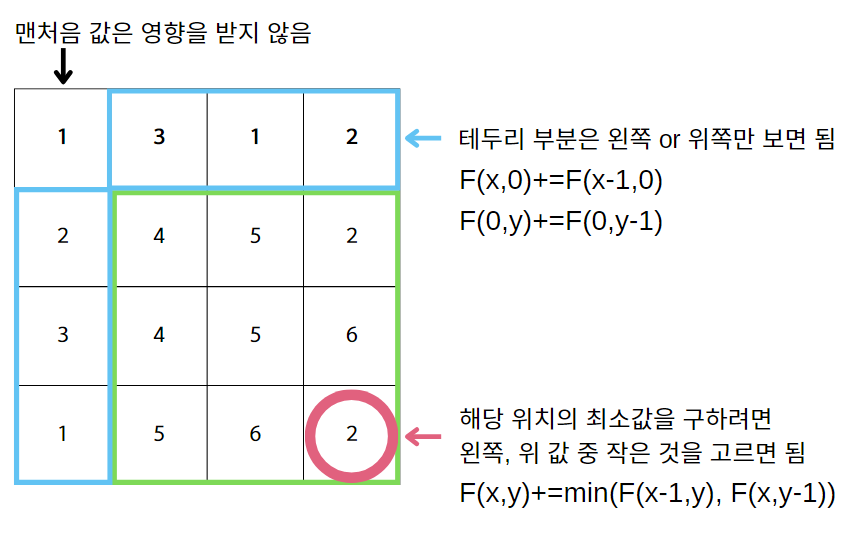 맨처음 값은 영향을 받지 않음
1 3 1 2
테두리 부분은 왼쪽 or 위쪽만 보면 됨
F(x,0)+=F(x-1,0)
F(0,y)+=F(0,y-1)
2 4 5 2
3 4 5 6
1 5 6 2
해당 위치의 최소값을 구하려면
왼쪽, 위 값 중 작은 것을 고르면 됨
F(x,y)+=min(F(x-1,y), F(x,y-1))